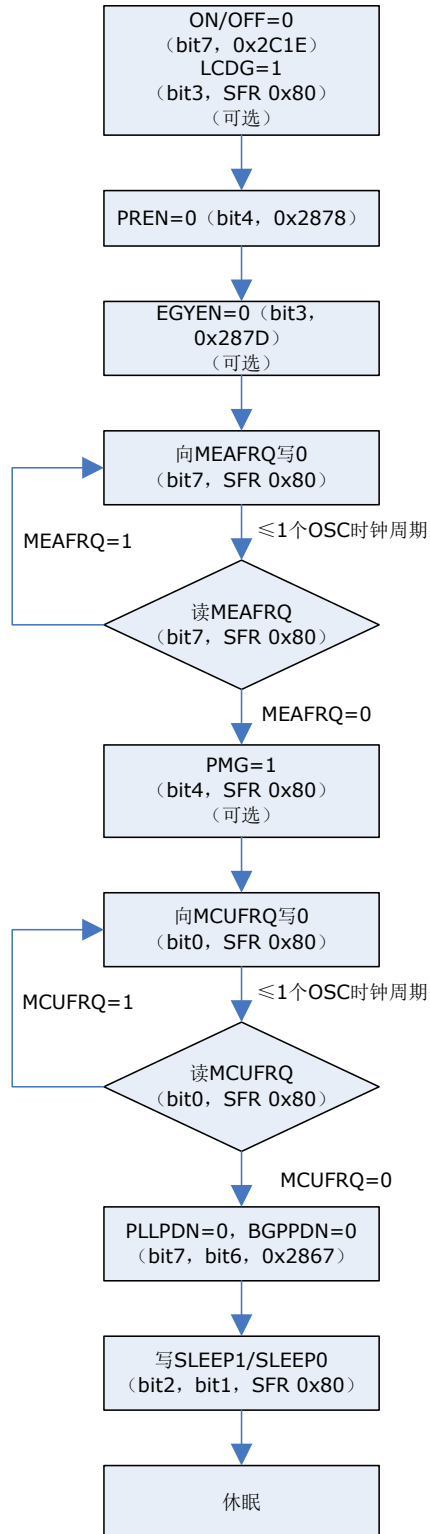 ON/OFF=0
（bit7, 0x2C1E）
LCDG=1
（bit3, SFR 0x80）
（可选）
PREN=0（bit4, 0x2878）
EGYEN=0（bit3,
0x287D）
（可选）
向MEAFRQ写0
（bit7, SFR 0x80）
≤1个OSC时钟周期
MEAFRQ=1
读MEAFRQ
（bit7, SFR 0x80）
MEAFRQ=0
PMG=1
（bit4, SFR 0x80）
（可选）
向MCUFRQ写0
（bit0, SFR 0x80）
≤1个OSC时钟周期
MCUFRQ=1
读MCUFRQ
（bit0, SFR 0x80）
MCUFRQ=0
PLLPDN=0, BGPPDN=0
（bit7, bit6, 0x2867）
写SLEEP1/SLEEP0
（bit2, bit1, SFR 0x80）
休眠